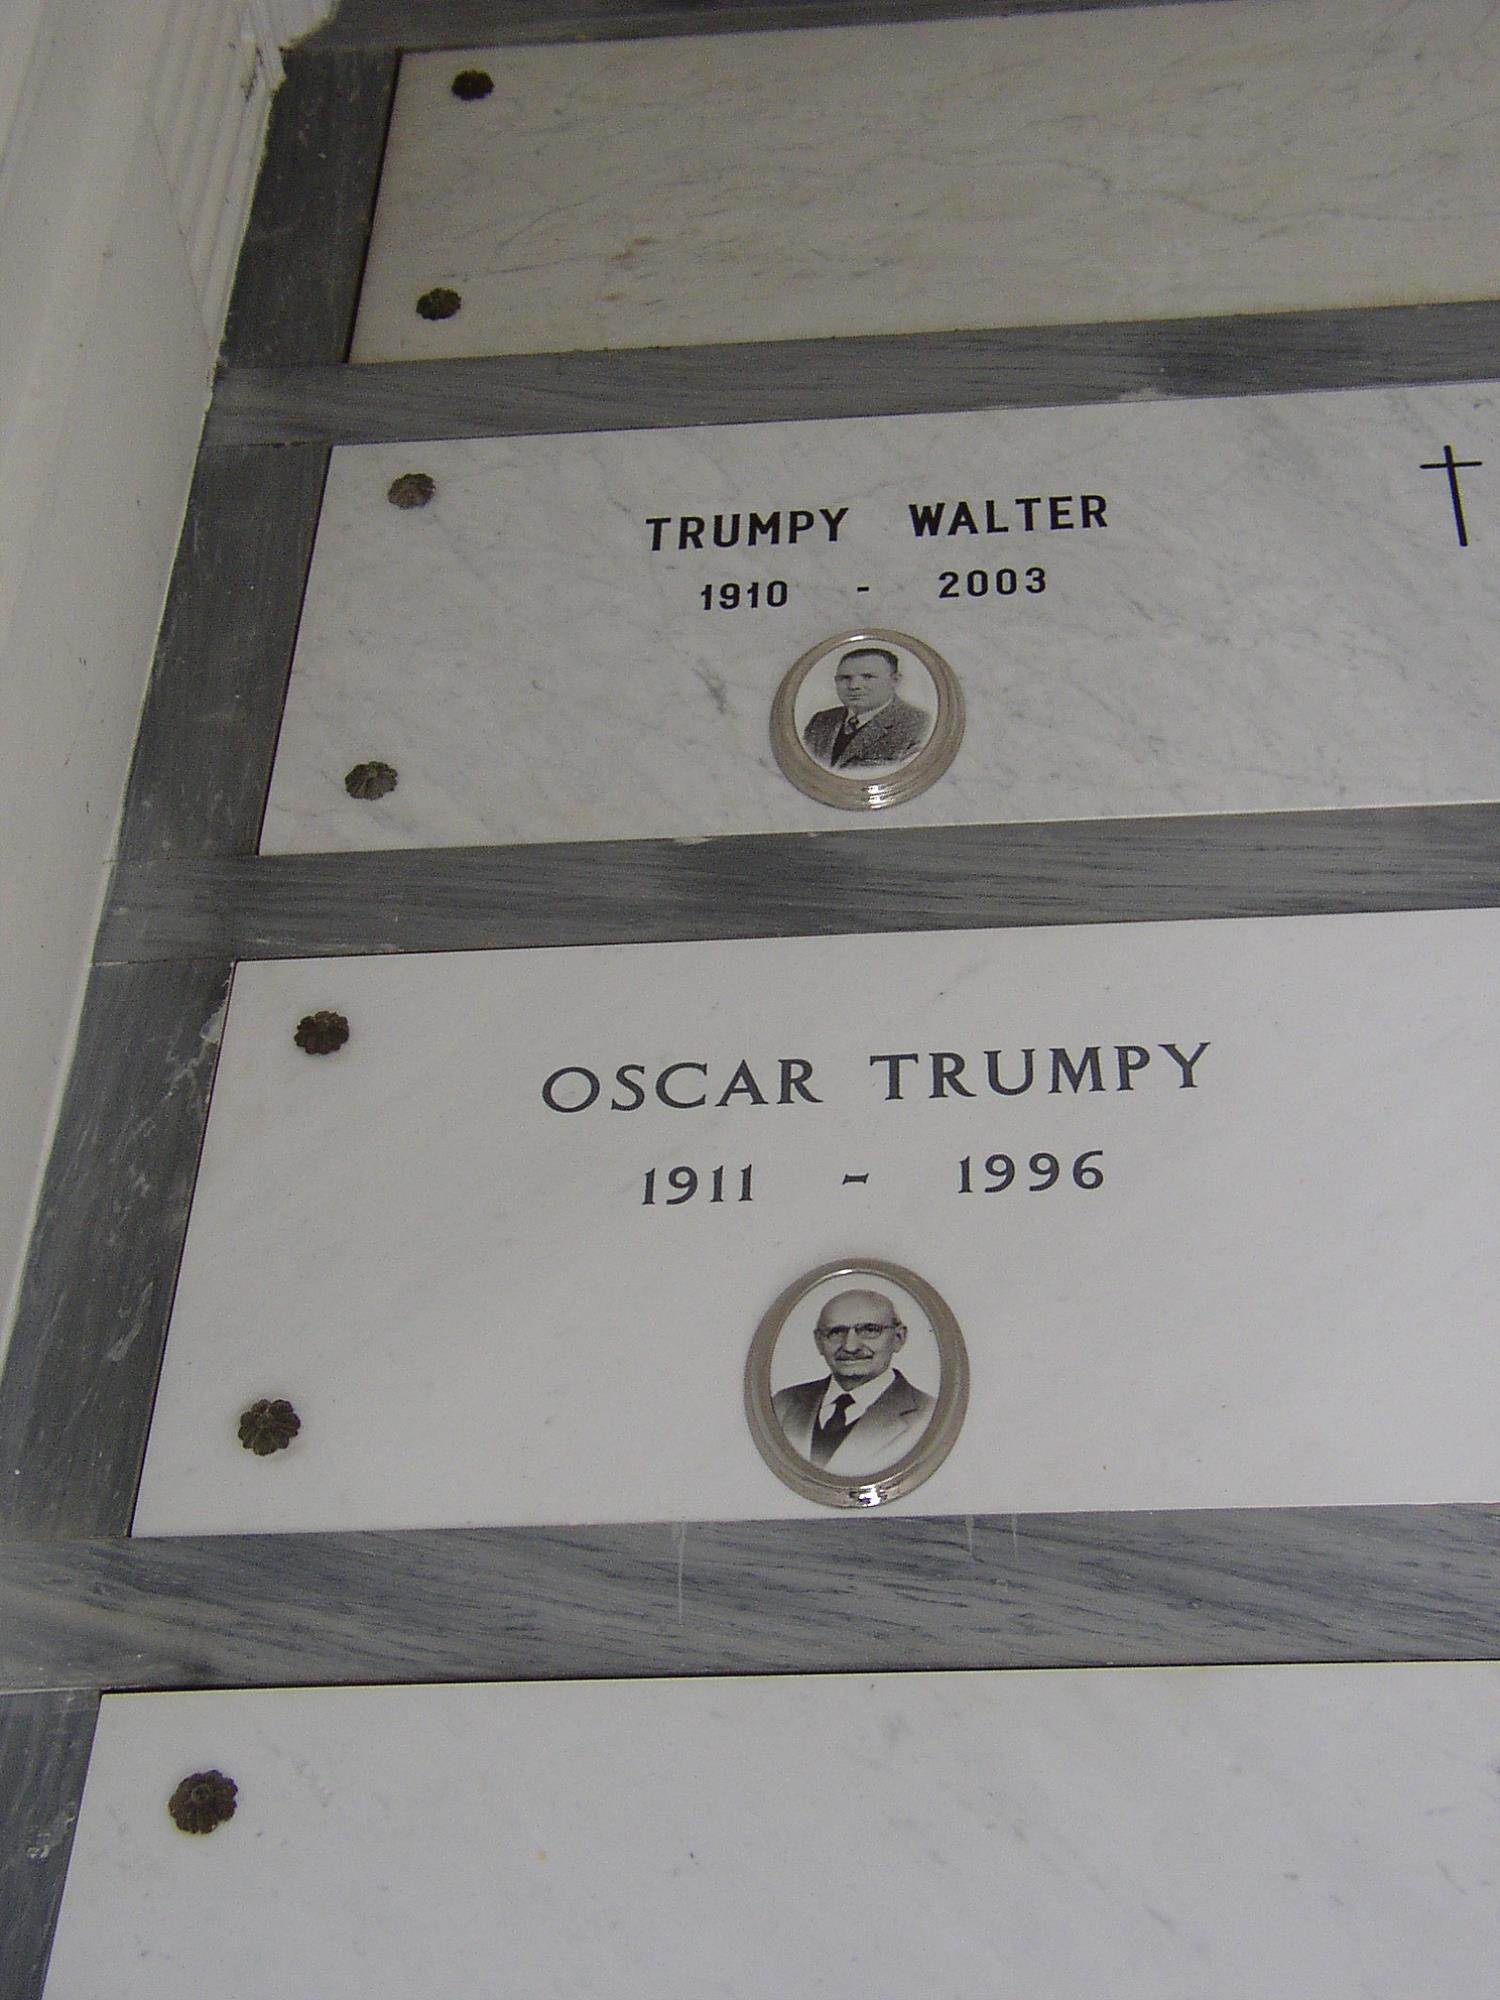 TRUMPY WALTER
1910 - 2003
OSCAR TRUMPY
1911 - 1996